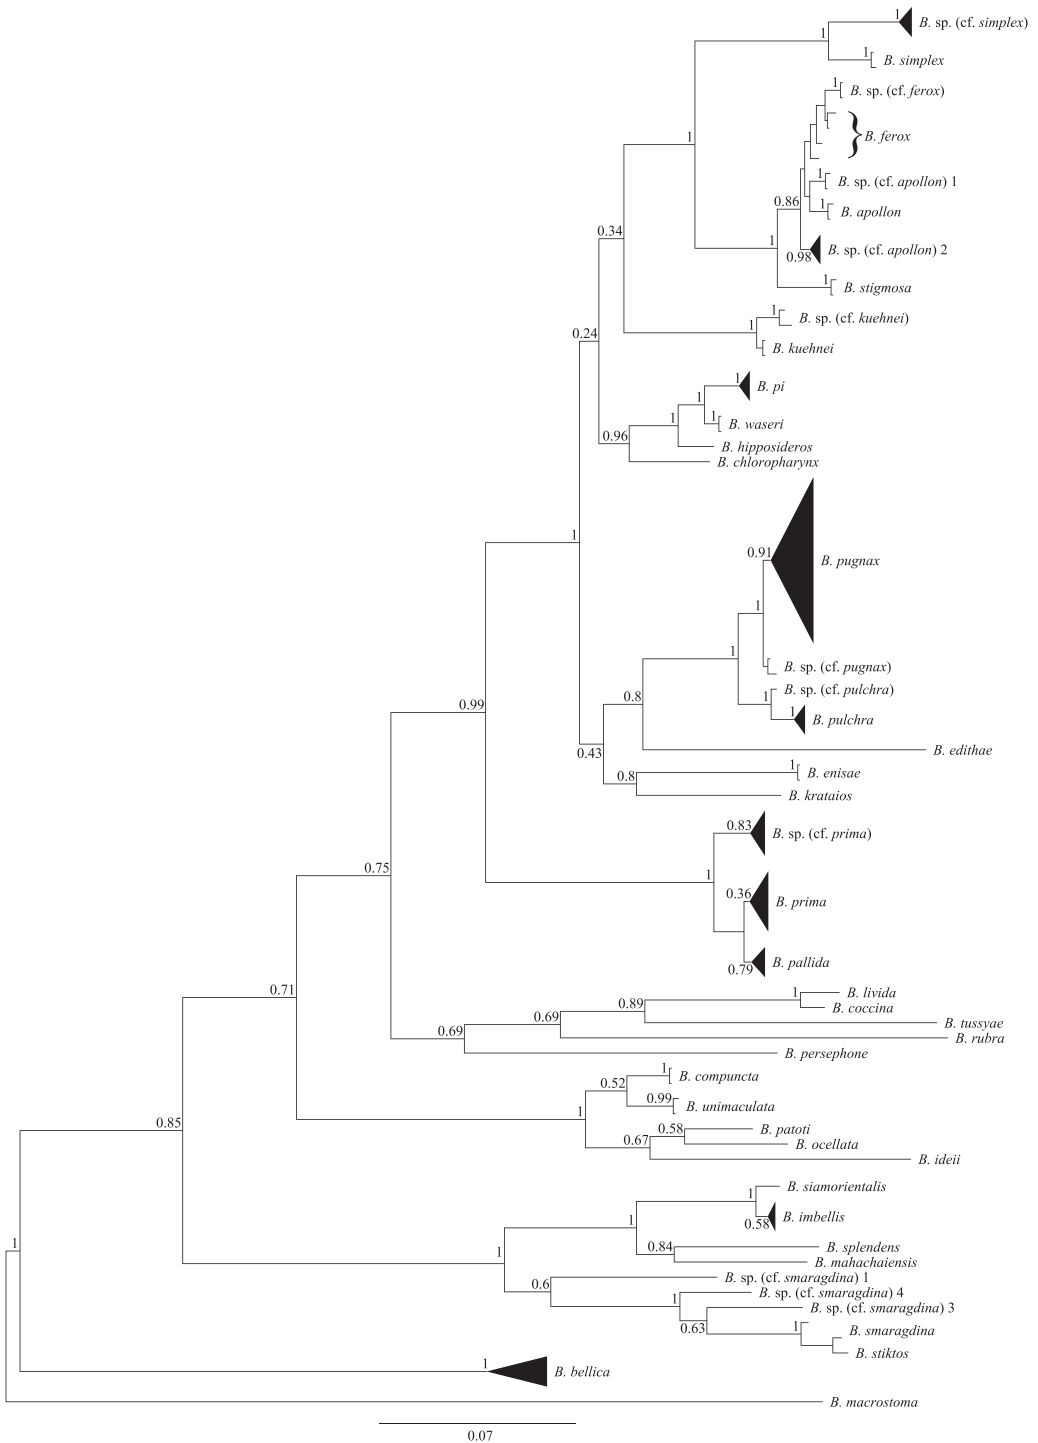 1
B. sp. (cf. simplex)
1
1
B. simplex
1
B. sp. (cf. ferox)
} B. ferox
1
1
B. sp. (cf. apollon) 1
0.86
1
B. apollon
0.34
1
0.98
B. sp. (cf. apollon) 2
1
B. stigmosa
1
B. sp. (cf. kuehnei)
0.24
1
B. kuehnei
1
B. pi
1
1
1
B. waseri
0.96
B. hipposideros
B. chloropharynx
1
0.91
B. pugnax
1
1
B. sp. (cf. pugnax)
0.8
1
B. sp. (cf. pulchra)
0.99
1
B. pulchra
0.43
B. edithae
0.8
1
B. enisae
B. krataios
0.83
B. sp. (cf. prima)
0.75
1
0.36
B. prima
0.79
B. pallida
0.71
1
B. livida
0.89
B. coccina
0.69
B. tussyae
0.69
B. rubra
B. persephone
1
B. compuncta
0.52
0.99
B. unimaculata
0.85
1
0.58
B. patoti
0.67
B. ocellata
B. ideii
1
B. siamorientalis
1
0.58
B. imbellis
1
1
0.84
B. splendens
B. mahachaiensis
0.6
B. sp. (cf. smaragdina) 1
1
B. sp. (cf. smaragdina) 4
0.63
B. sp. (cf. smaragdina) 3
1
B. smaragdina
B. stiktos
1
B. bellica
B. macrostoma
0.07